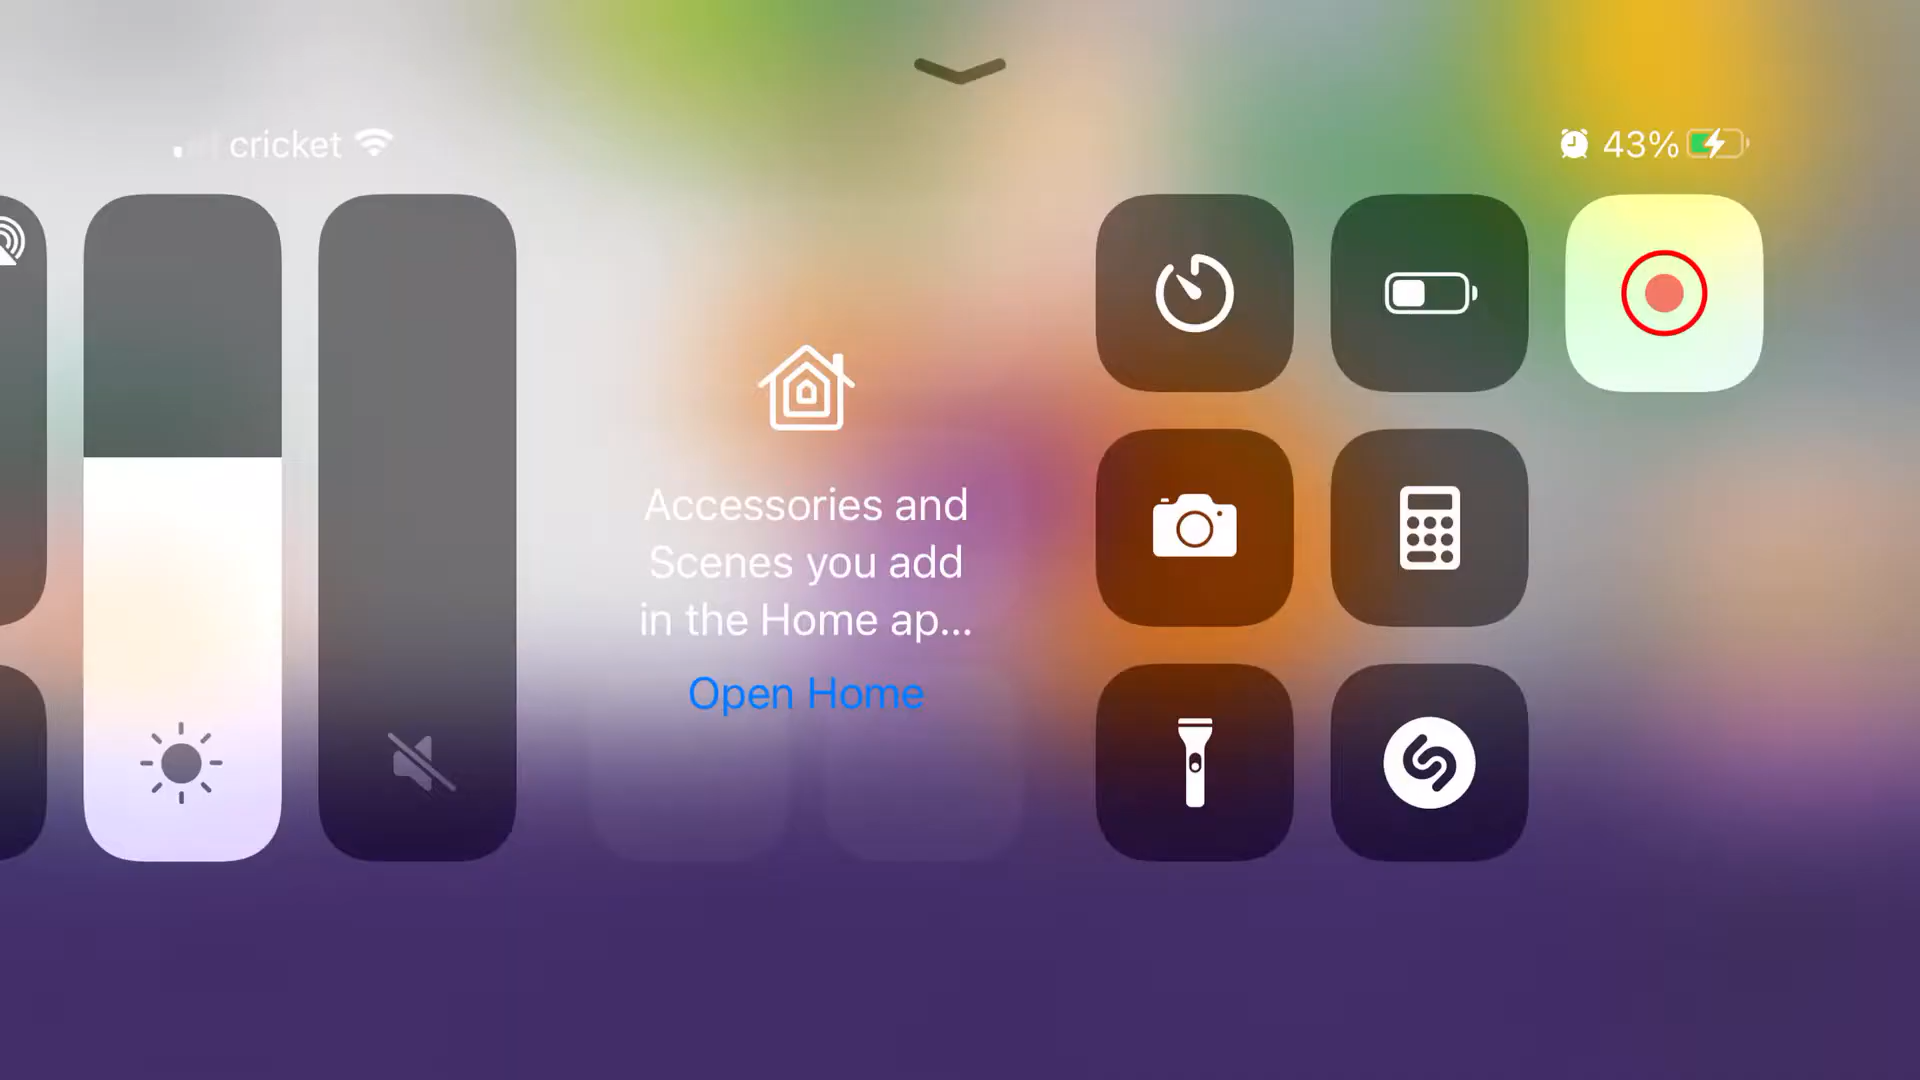 cricket
43%
Accessories and
Scenes you add
in the Home ap...
Open Home